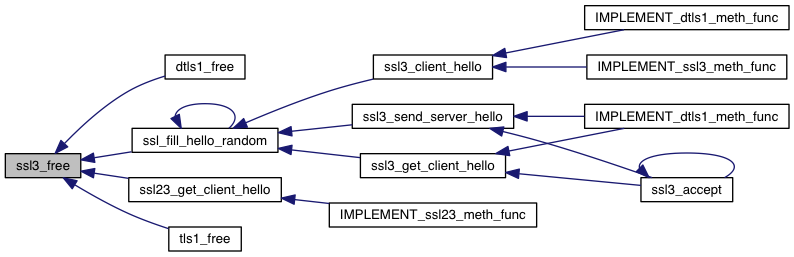 IMPLEMENT_dtls1_meth_func
dtls1_free
ssl3_client_hello
IMPLEMENT_ssl3_meth_func
ssl3_send_server_hello
IMPLEMENT_dtls1_meth_func
ssl_fill_hello_random
ssl3_free
ssl3_get_client_hello
ssl23_get_client_hello
ssl3_accept
IMPLEMENT_ssl23_meth_func
tls1_free